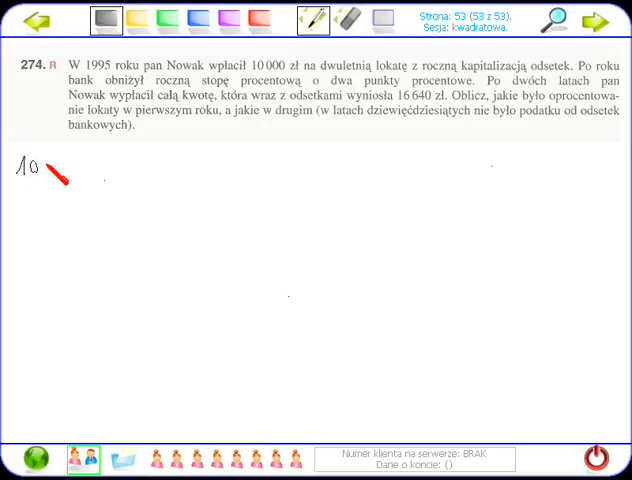 Strona: 53 (53 z 53).
Sesja: kwadratowa.
274. R W 1995 roku pan Nowak wpłacił 10 000 zł na dwuletnią lokatę z roczną kapitalizacją odsetek. Po roku
bank obniżył roczną stopę procentową o dwa punkty procentowe. Po dwóch latach pan
Nowak wypłacił całą kwotę, która wraz z odsetkami wyniosła 16 640 zł. Oblicz, jakie było oprocentowa-
nie lokaty w pierwszym roku, a jakie w drugim (w latach dziewięćdziesiątych nie było podatku od odsetek
bankowych).
10
Numer klienta na serwerze: BRAK
Dane o koncie: ()